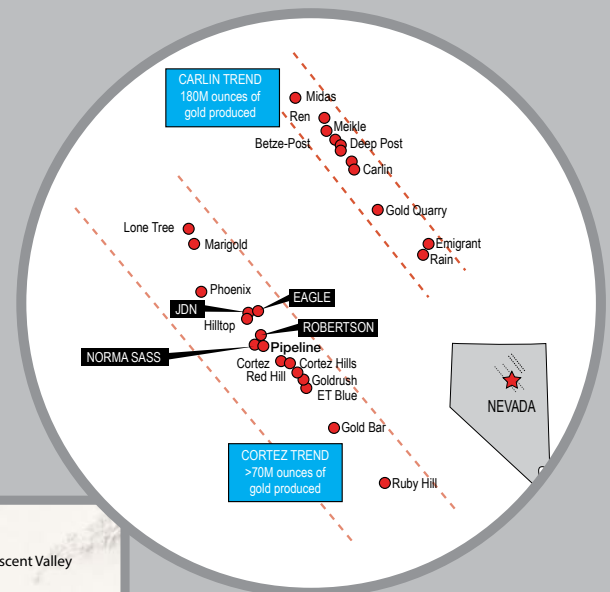 CARLIN TREND
180M ounces of
gold produced
Midas
Ren
Meikle
Betze-Post
Deep Post
Carlin
Gold Quarry
Emigrant
Rain
Lone Tree
Marigold
Phoenix
EAGLE
JDN
Hilltop
ROBERTSON
NORMA SASS
Pipeline
Cortez
Cortez Hills
Red Hill
Goldrush
ET Blue
NEVADA
Gold Bar
CORTEZ TREND
>70M ounces of
gold produced
Ruby Hill
scent Valley